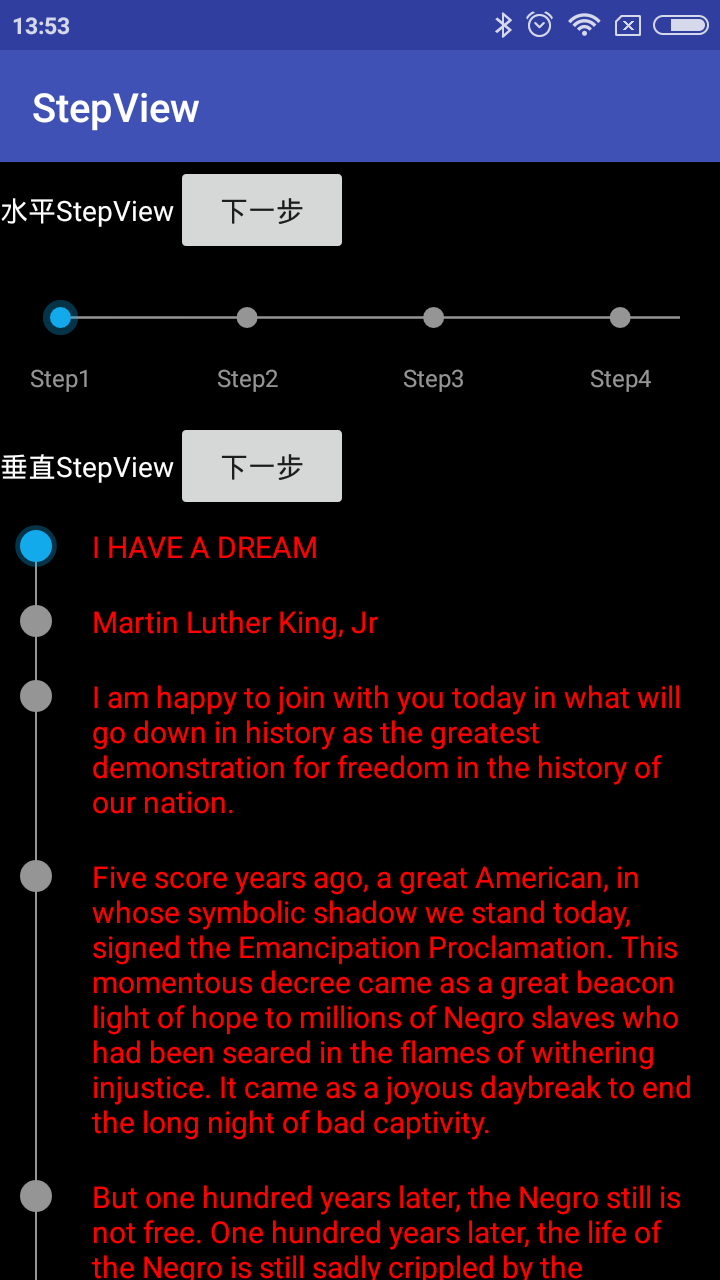 13:53
StepView
水平StepView 下一步
Step1 Step2 Step3 Step4
垂直StepView 下一步
I HAVE A DREAM
Martin Luther King, Jr
I am happy to join with you today in what will
go down in history as the greatest
demonstration for freedom in the history of
our nation.
Five score years ago, a great American, in
whose symbolic shadow we stand today,
signed the Emancipation Proclamation. This
momentous decree came as a great beacon
light of hope to millions of Negro slaves who
had been seared in the flames of withering
injustice. It came as a joyous daybreak to end
the long night of bad captivity.
But one hundred years later, the Negro still is
not free. One hundred years later, the life of
the Negro is still sadly crippled by the